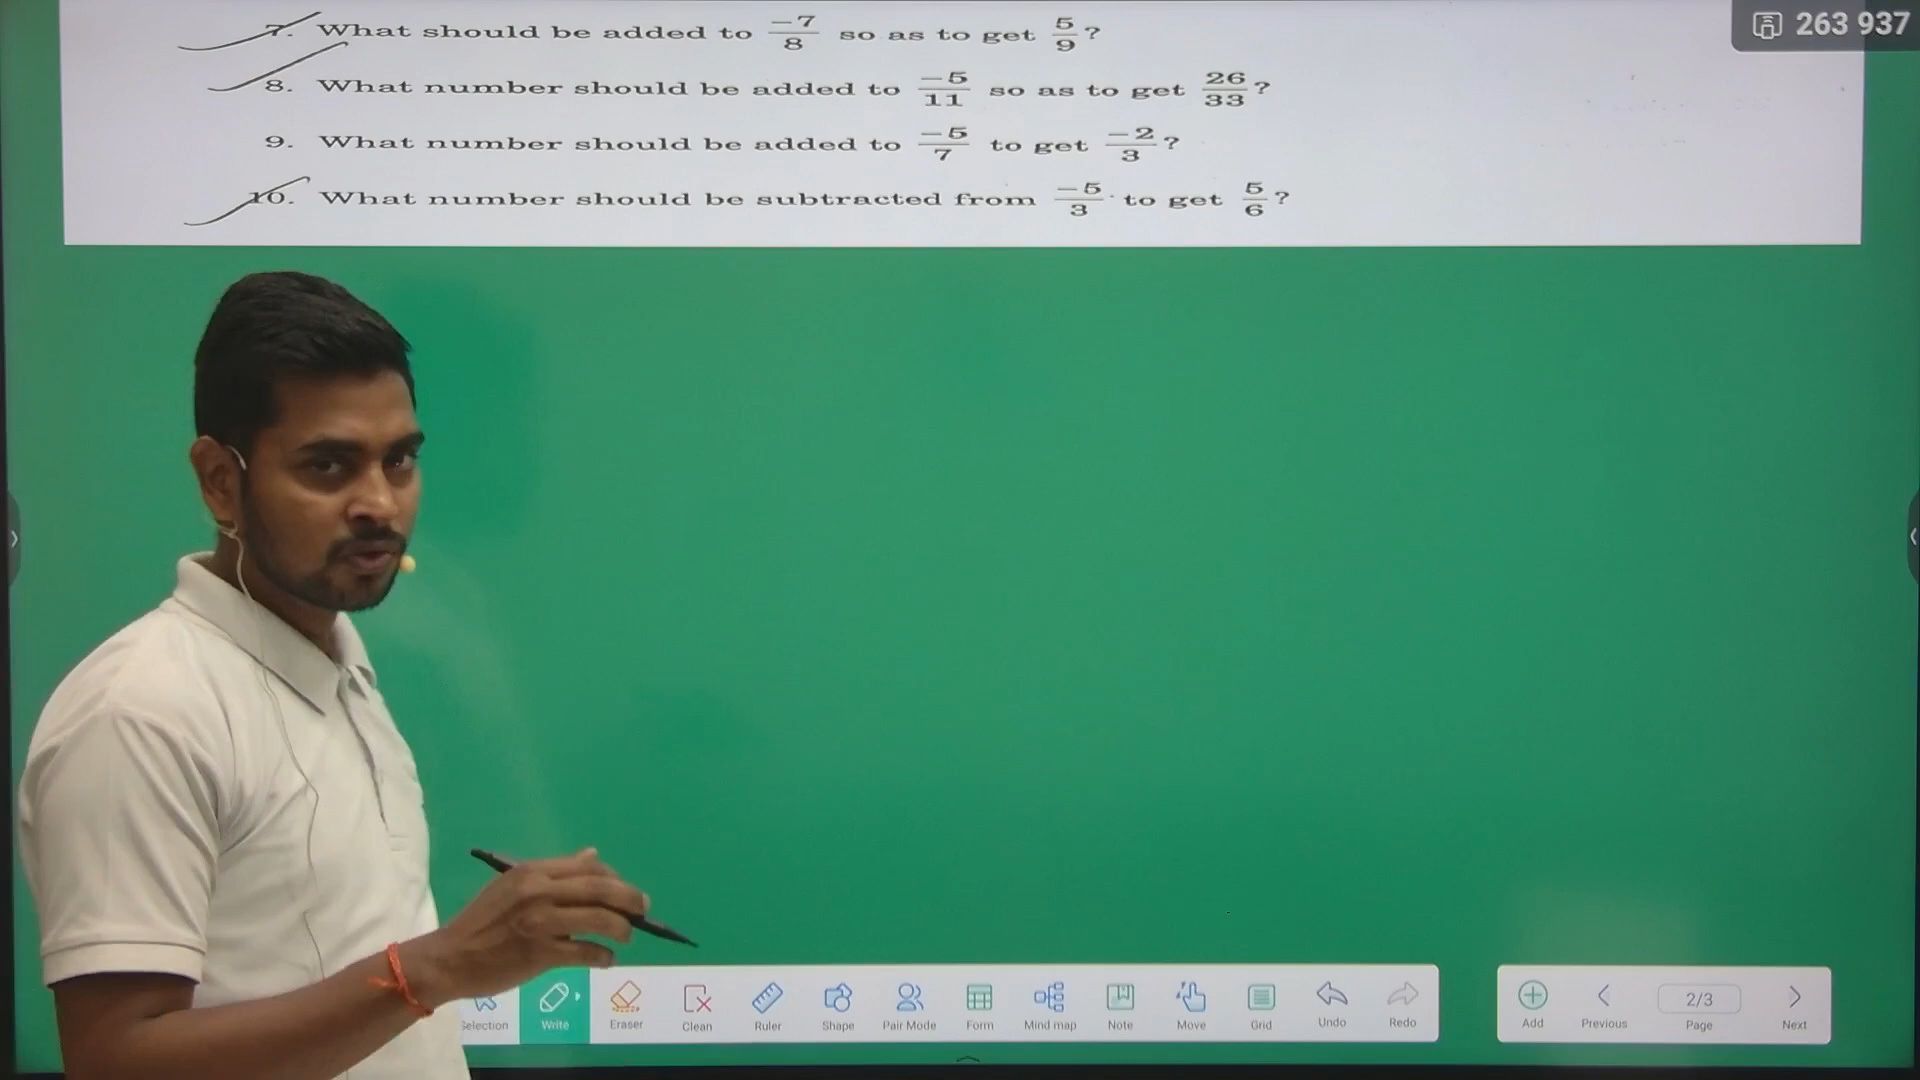 263 937
7. What should be added to -7/8 so as to get 5/9?
8. What number should be added to -5/11 so as to get 26/33?
9. What number should be added to -5/7 to get -2/3?
10. What number should be subtracted from -5/3 to get 5/6?
Selection Write Eraser Clean Ruler Shape Pair Mode Form Mind map Note Move Grid Undo Redo
Add Previous 2/3 Page Next